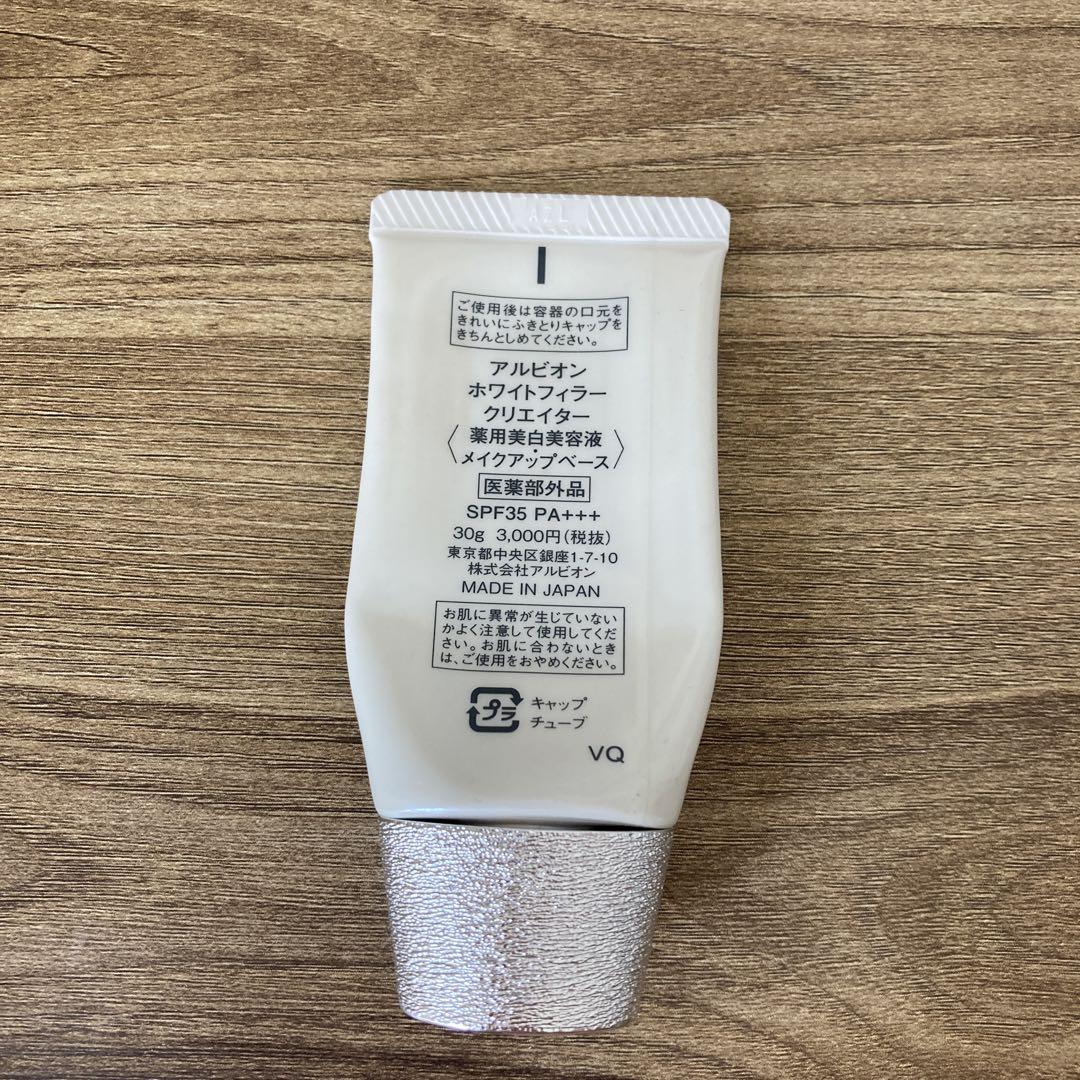 AZL
ご使用後は容器の口元を
きれいにふきとりキャップを
きちんとしめてください。
アルビオン
ホワイトフィラー
クリエイター
〈薬用美白美容液・
メイクアップベース〉
医薬部外品
SPF35 PA+++
30g 3,000円(税抜)
東京都中央区銀座1-7-10
株式会社アルビオン
MADE IN JAPAN
お肌に異常が生じていない
かよく注意して使用してくだ
さい。お肌に合わないとき
は、ご使用をおやめください。
プラ キャップ
チューブ
VQ